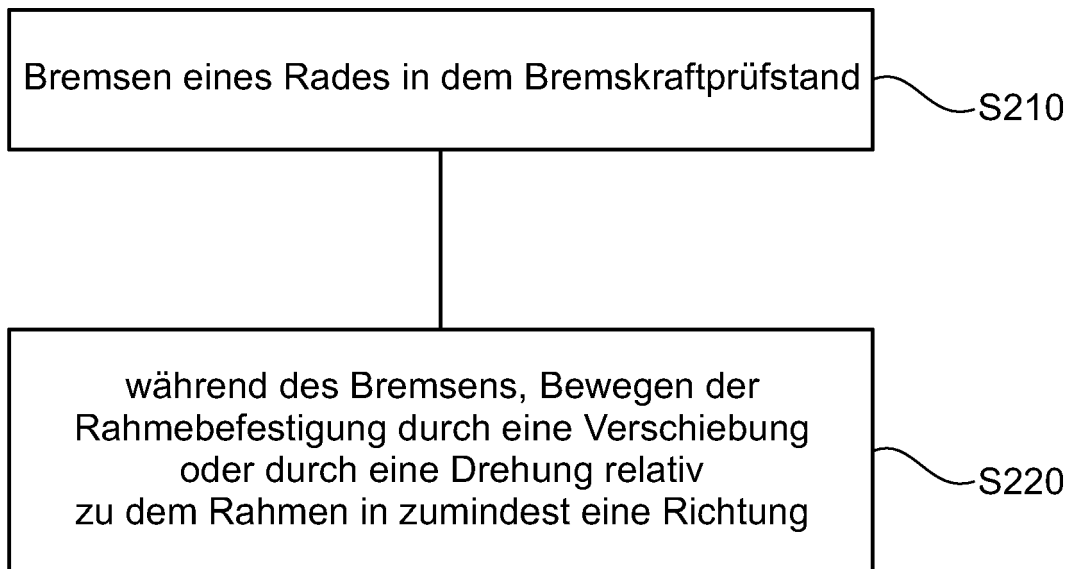 Bremsen eines Rades in dem Bremskraftprüfstand
S210
während des Bremsens, Bewegen der
Rahmebefestigung durch eine Verschiebung
oder durch eine Drehung relativ
zu dem Rahmen in zumindest eine Richtung
S220